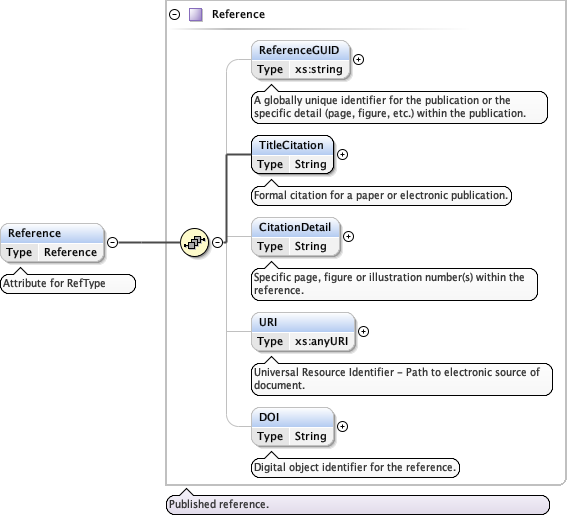 Reference
ReferenceGUID
Type xs:string
A globally unique identifier for the publication or the
specific detail (page, figure, etc.) within the publication.
TitleCitation
Type String
Formal citation for a paper or electronic publication.
Reference
Type Reference
Attribute for RefType
CitationDetail
Type String
Specific page, figure or illustration number(s) within the
reference.
URI
Type xs:anyURI
Universal Resource Identifier - Path to electronic source of
document.
DOI
Type String
Digital object identifier for the reference.
Published reference.